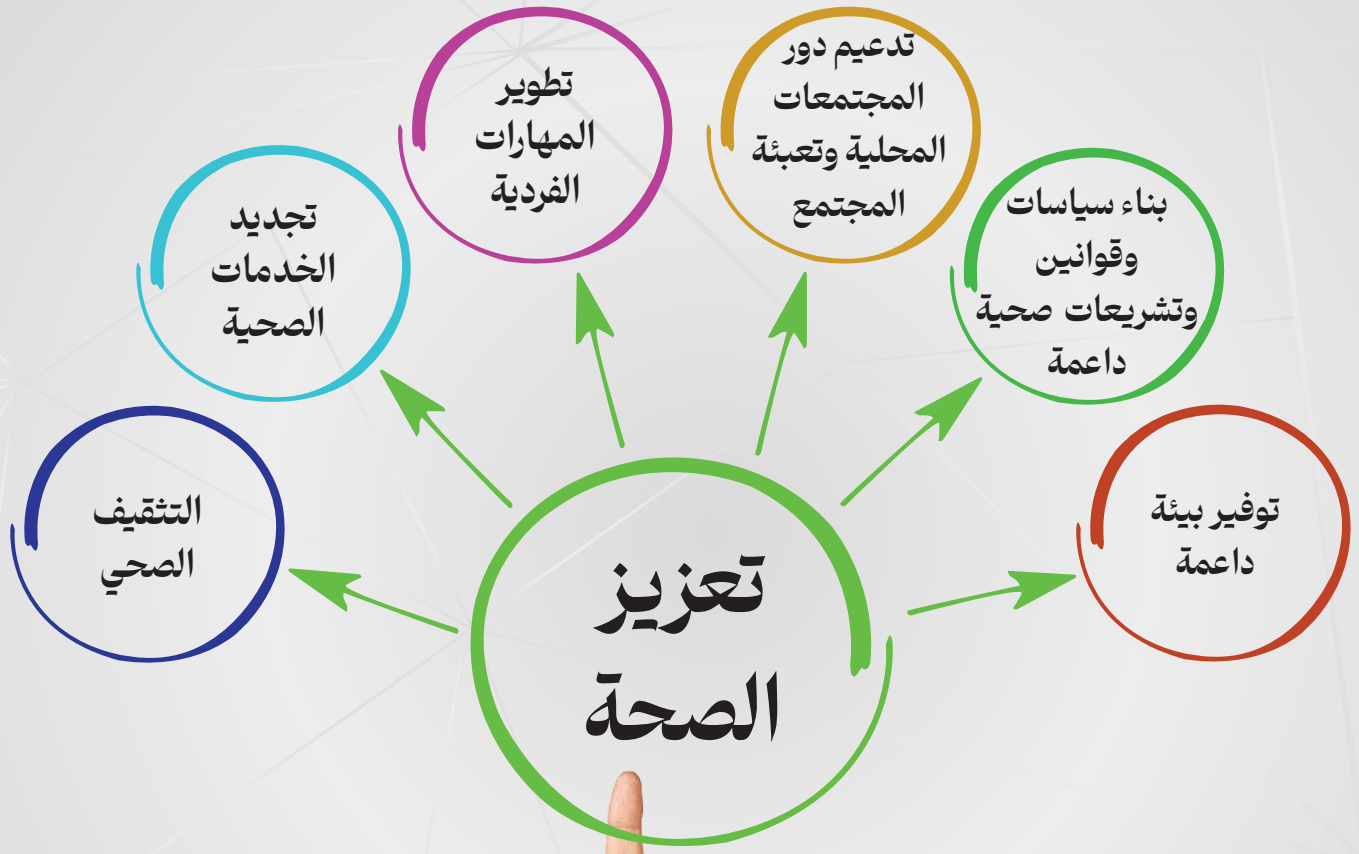 تدعيم دور
المجتمعات
المحلية وتعبئة
المجتمع
تطوير
المهارات
الفردية
بناء سياسات
وقوانين
وتشريعات صحية
داعمة
تجديد
الخدمات
الصحية
توفير بيئة
داعمة
التثقيف
الصحي
تعزيز
الصحة